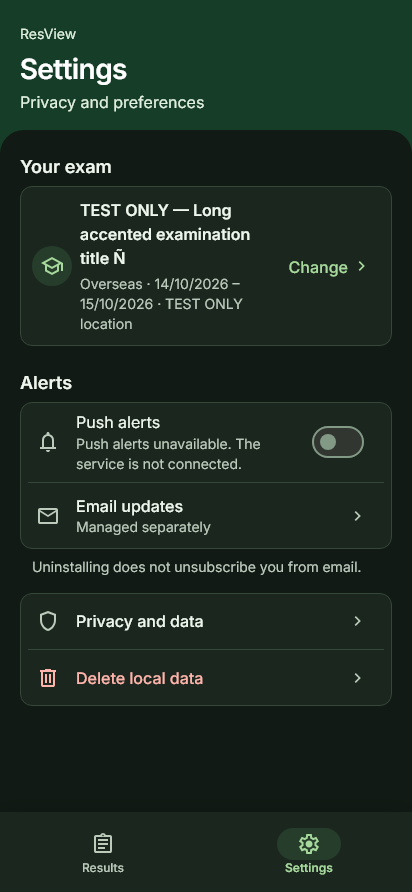 ResView
Settings
Privacy and preferences
Your exam
TEST ONLY — Long
accented examination
title Ñ
Overseas · 14/10/2026 –
15/10/2026 · TEST ONLY
location
Change
Alerts
Push alerts
Push alerts unavailable. The
service is not connected.
Email updates
Managed separately
Uninstalling does not unsubscribe you from email.
Privacy and data
Delete local data
Results
Settings